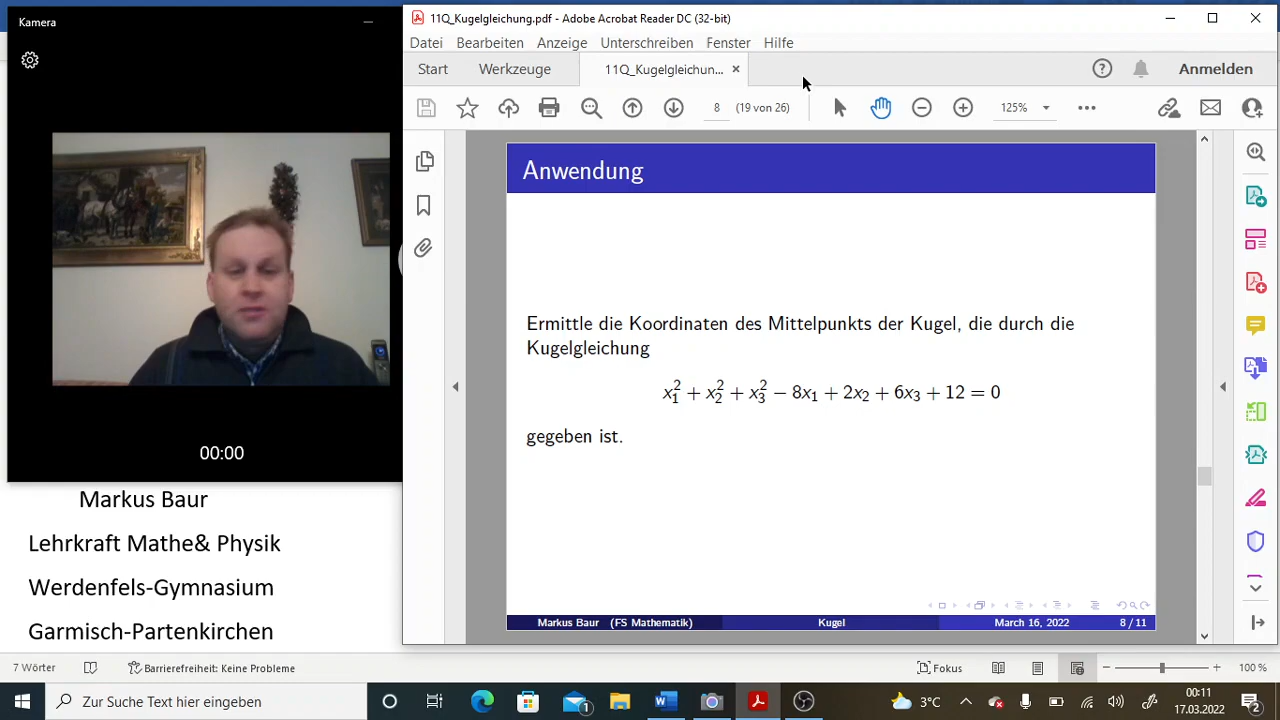 Kamera
00:00
Markus Baur
Lehrkraft Mathe& Physik
Werdenfels-Gymnasium
Garmisch-Partenkirchen
11Q_Kugelgleichung.pdf - Adobe Acrobat Reader DC (32-bit)
Datei Bearbeiten Anzeige Unterschreiben Fenster Hilfe
Start Werkzeuge 11Q_Kugelgleichun... × Anmelden
8 (19 von 26) 125%
Anwendung
Ermittle die Koordinaten des Mittelpunkts der Kugel, die durch die
Kugelgleichung
x₁² + x₂² + x₃² − 8x₁ + 2x₂ + 6x₃ + 12 = 0
gegeben ist.
Markus Baur (FS Mathematik) Kugel March 16, 2022 8 / 11
7 Wörter Barrierefreiheit: Keine Probleme Fokus 100 %
Zur Suche Text hier eingeben 1 3°C 00:11
17.03.2022 2